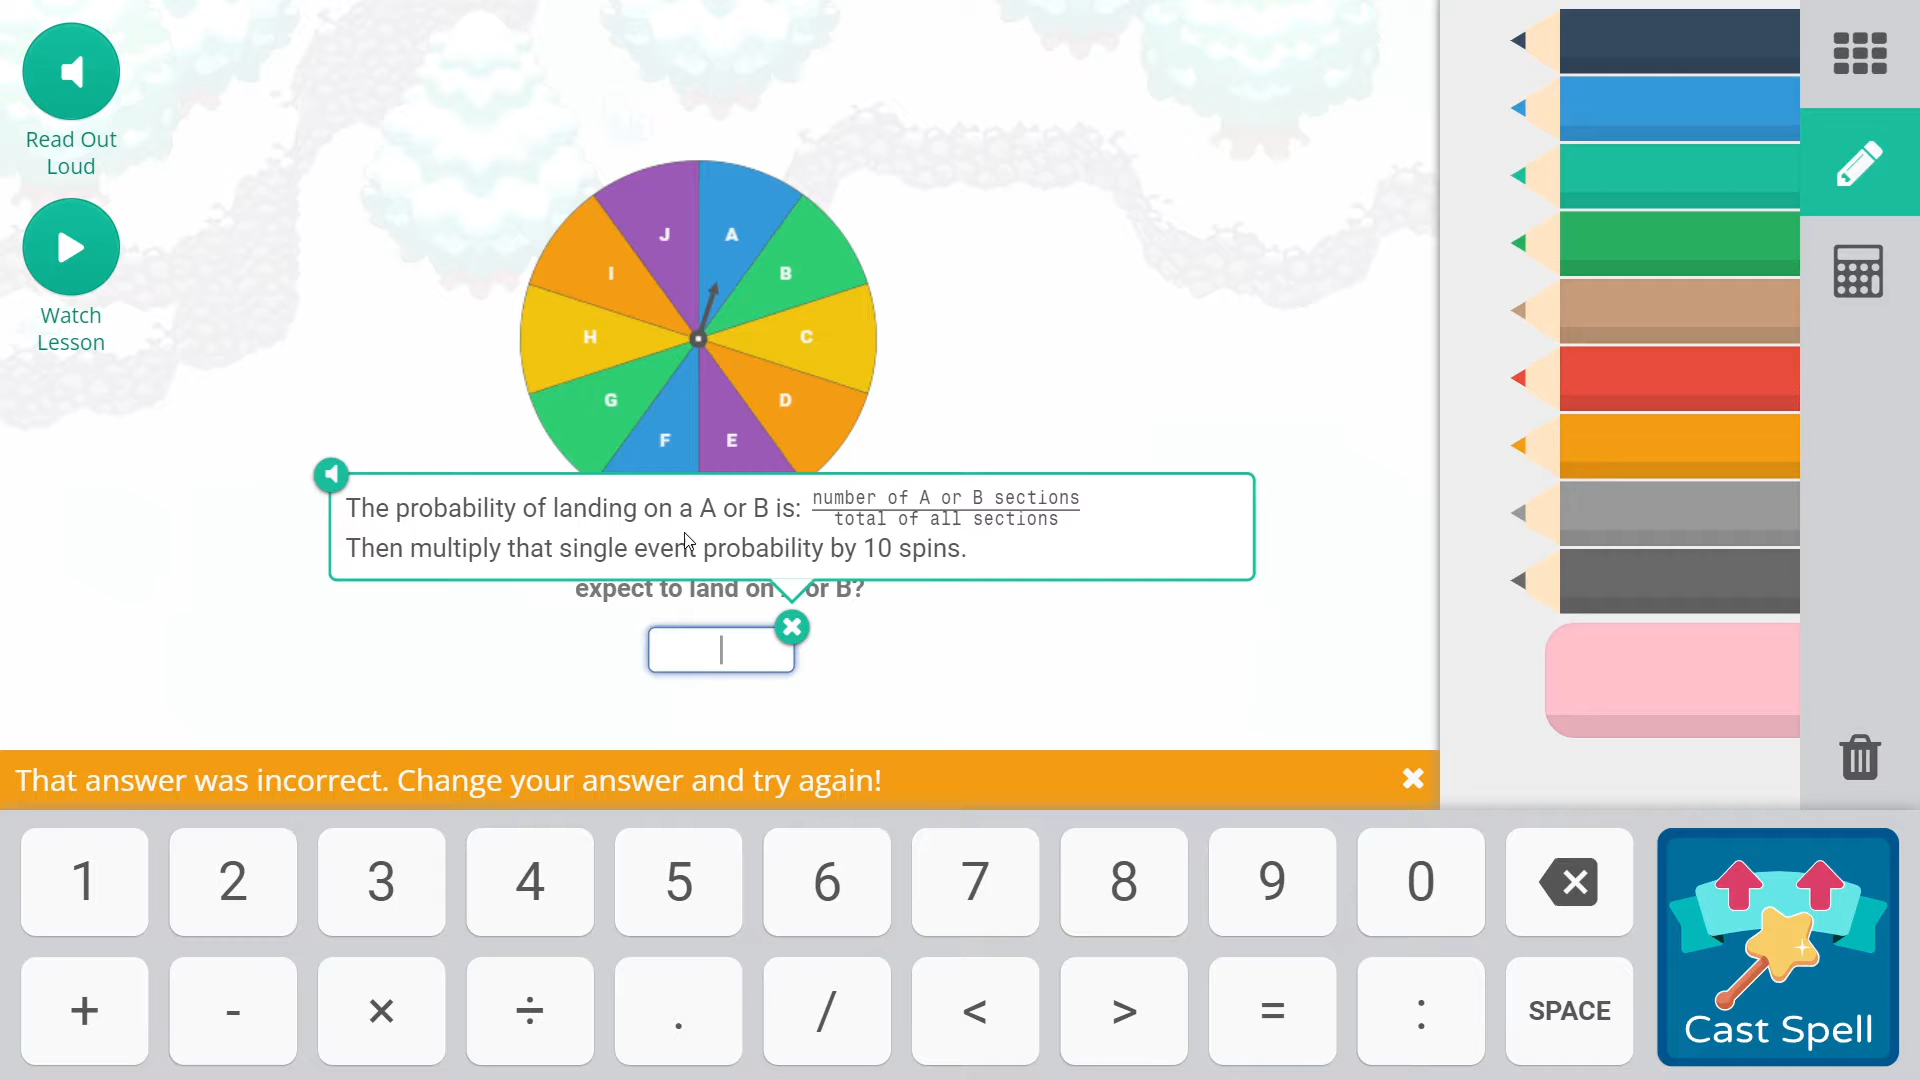 Read Out
Loud
Watch
Lesson
J
A
I
B
H
C
G
D
F
E
The probability of landing on a A or B is: number of A or B sections
total of all sections
Then multiply that single event probability by 10 spins.
expect to land on or B?
That answer was incorrect. Change your answer and try again!
1 2 3 4 5 6 7 8 9 0
+ - × ÷ . / < > = : SPACE
Cast Spell